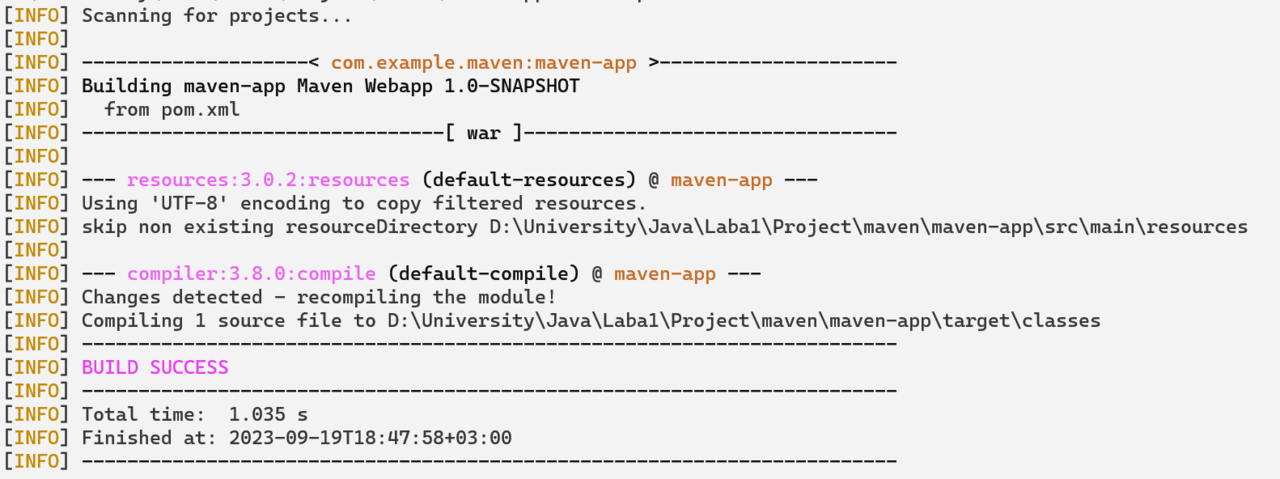 [INFO] Scanning for projects...
[INFO]
[INFO] --------------------< com.example.maven:maven-app >---------------------
[INFO] Building maven-app Maven Webapp 1.0-SNAPSHOT
[INFO]   from pom.xml
[INFO] --------------------------------[ war ]---------------------------------
[INFO]
[INFO] --- resources:3.0.2:resources (default-resources) @ maven-app ---
[INFO] Using 'UTF-8' encoding to copy filtered resources.
[INFO] skip non existing resourceDirectory D:\University\Java\Laba1\Project\maven\maven-app\src\main\resources
[INFO]
[INFO] --- compiler:3.8.0:compile (default-compile) @ maven-app ---
[INFO] Changes detected - recompiling the module!
[INFO] Compiling 1 source file to D:\University\Java\Laba1\Project\maven\maven-app\target\classes
[INFO] ------------------------------------------------------------------------
[INFO] BUILD SUCCESS
[INFO] ------------------------------------------------------------------------
[INFO] Total time:  1.035 s
[INFO] Finished at: 2023-09-19T18:47:58+03:00
[INFO] ------------------------------------------------------------------------